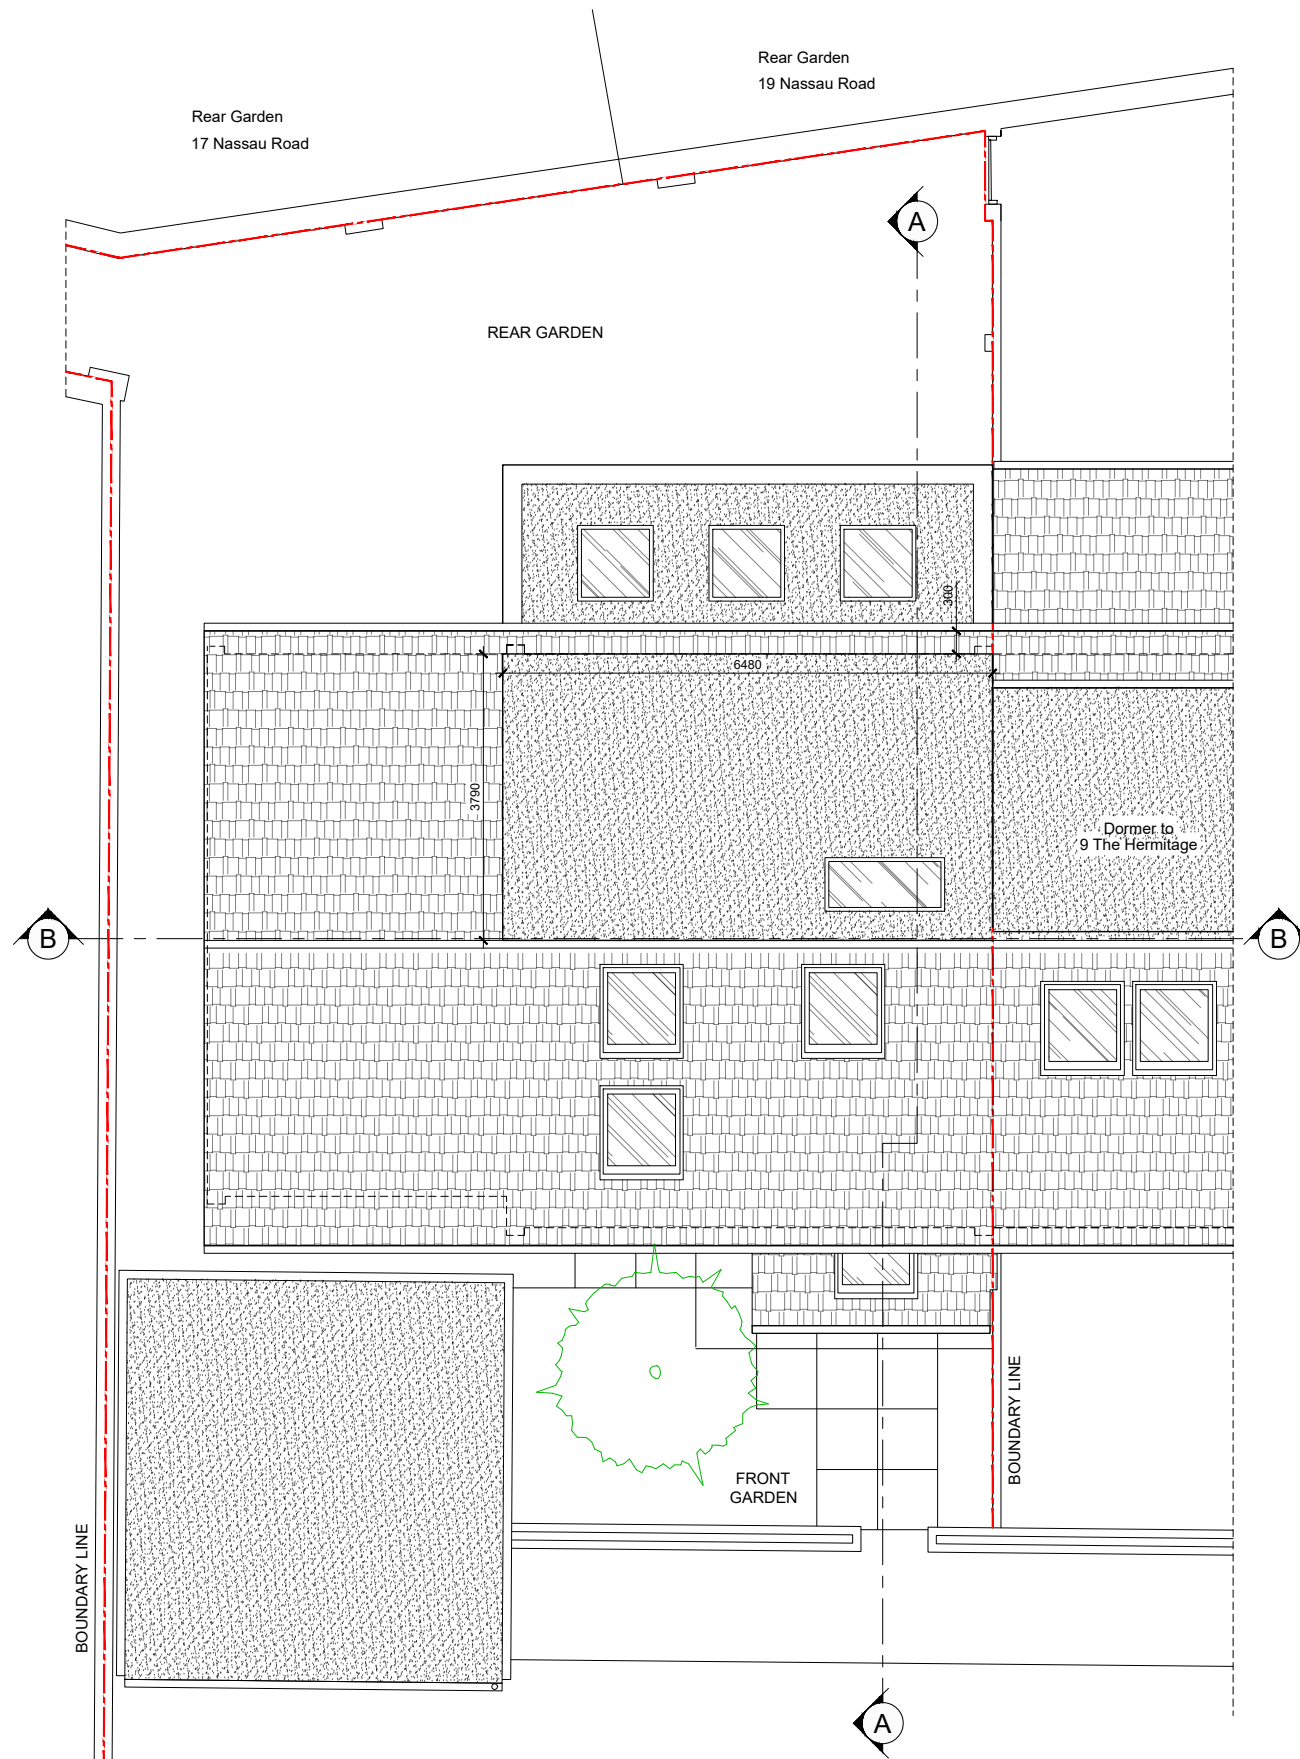 Rear Garden
19 Nassau Road
Rear Garden
17 Nassau Road
A
REAR GARDEN
300
6480
3790
Dormer to
9 The Hermitage
B
B
BOUNDARY LINE
FRONT
GARDEN
BOUNDARY LINE
A